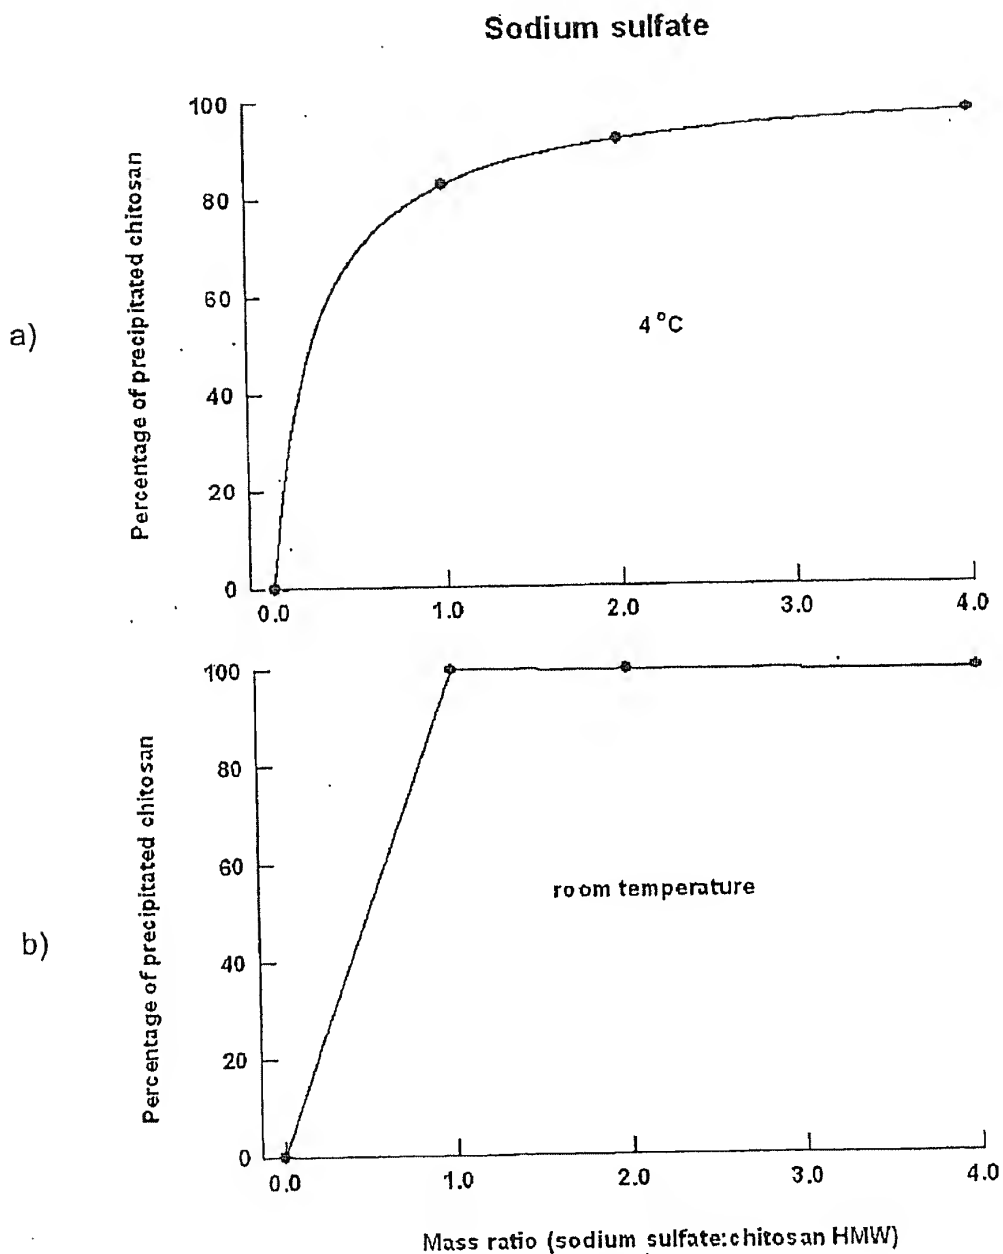 Sodium sulfate
a)
Percentage of precipitated chitosan
100
80
60
40
20
0
0.0 1.0 2.0 3.0 4.0
4°C
b)
Percentage of precipitated chitosan
100
80
60
40
20
0
0.0 1.0 2.0 3.0 4.0
room temperature
Mass ratio (sodium sulfate:chitosan HMW)